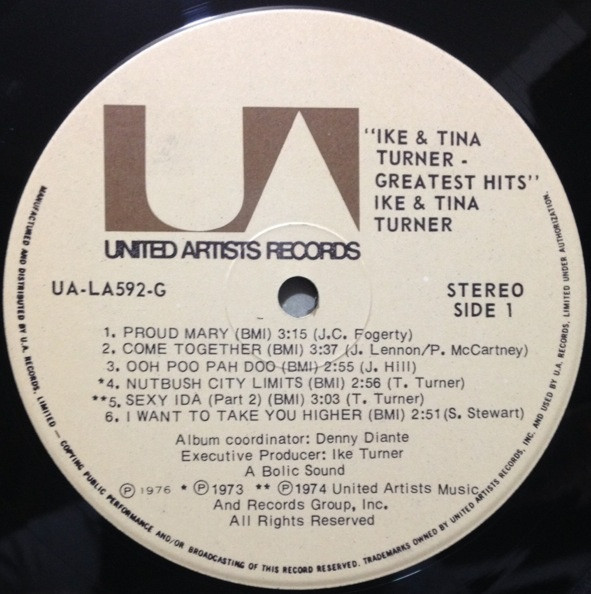 UA
UNITED ARTISTS RECORDS
"IKE & TINA
TURNER -
GREATEST HITS"
IKE & TINA
TURNER
UA-LA592-G
STEREO
SIDE 1
1. PROUD MARY (BMI) 3:15 (J.C. Fogerty)
2. COME TOGETHER (BMI) 3:37 (J. Lennon/P. McCartney)
3. OOH POO PAH DOO (BMI) 2:55 (J. Hill)
*4. NUTBUSH CITY LIMITS (BMI) 2:56 (T. Turner)
**5. SEXY IDA (Part 2) (BMI) 3:03 (T. Turner)
6. I WANT TO TAKE YOU HIGHER (BMI) 2:51 (S. Stewart)
Album coordinator: Denny Diante
Executive Producer: Ike Turner
A Bolic Sound
Ⓟ 1976 * Ⓟ 1973 ** Ⓟ 1974 United Artists Music
And Records Group, Inc.
All Rights Reserved
MANUFACTURED AND DISTRIBUTED BY U.A. RECORDS, LIMITED — COPYING PUBLIC PERFORMANCE AND/OR BROADCASTING OF THIS RECORD RESERVED. TRADEMARKS OWNED BY UNITED ARTISTS RECORDS, INC. AND USED BY U.A. RECORDS, LIMITED UNDER AUTHORIZATION.